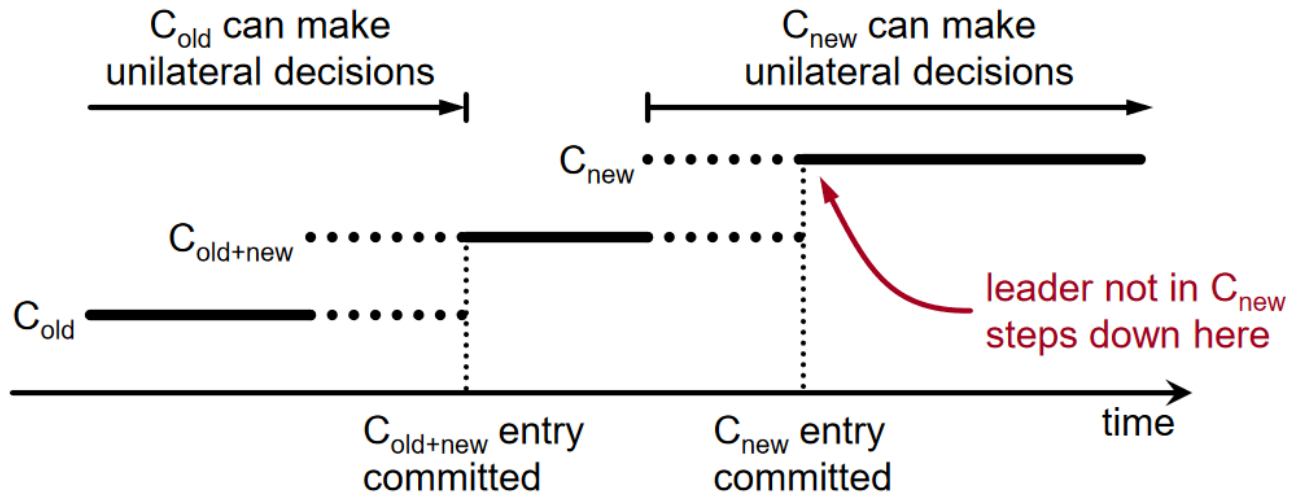 C_old can make
unilateral decisions
C_new can make
unilateral decisions
C_new
C_old+new
C_old
leader not in C_new
steps down here
time
C_old+new entry
committed
C_new entry
committed